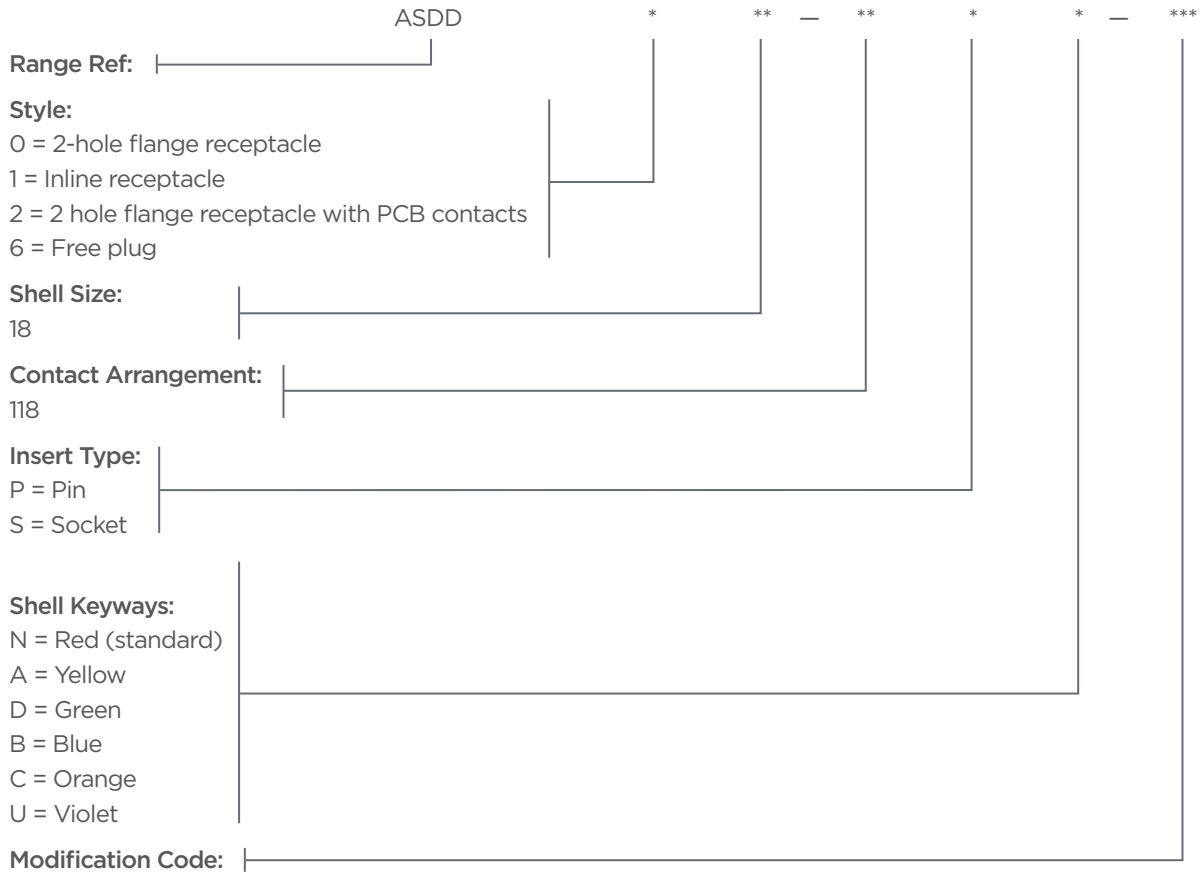 ASDD * ** — ** * * — ***
Range Ref:
Style:
0 = 2-hole flange receptacle
1 = Inline receptacle
2 = 2 hole flange receptacle with PCB contacts
6 = Free plug
Shell Size:
18
Contact Arrangement:
118
Insert Type:
P = Pin
S = Socket
Shell Keyways:
N = Red (standard)
A = Yellow
D = Green
B = Blue
C = Orange
U = Violet
Modification Code: